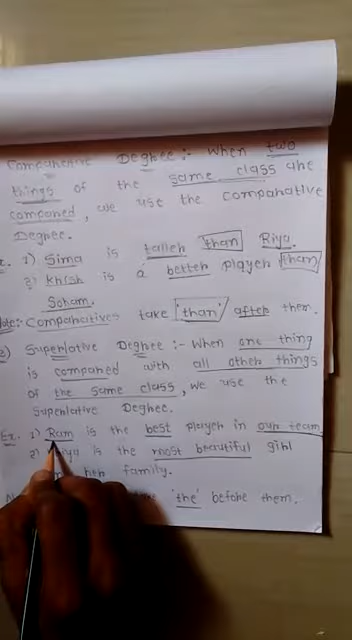 Comparative Degree :- When two
things of the same class are
compared, we use the comparative
Degree.
1) Sima is taller than Riya.
2) Khish is a better player than
Soham.
Note: Comparatives take 'than' after them.
3) Superlative Degree :- When one thing
is compared with all other things
of the same class, we use the
Superlative Degree.
Ex. 1) Ram is the best player in our team
2) Riya is the most beautiful girl
her family.
'the' before them.